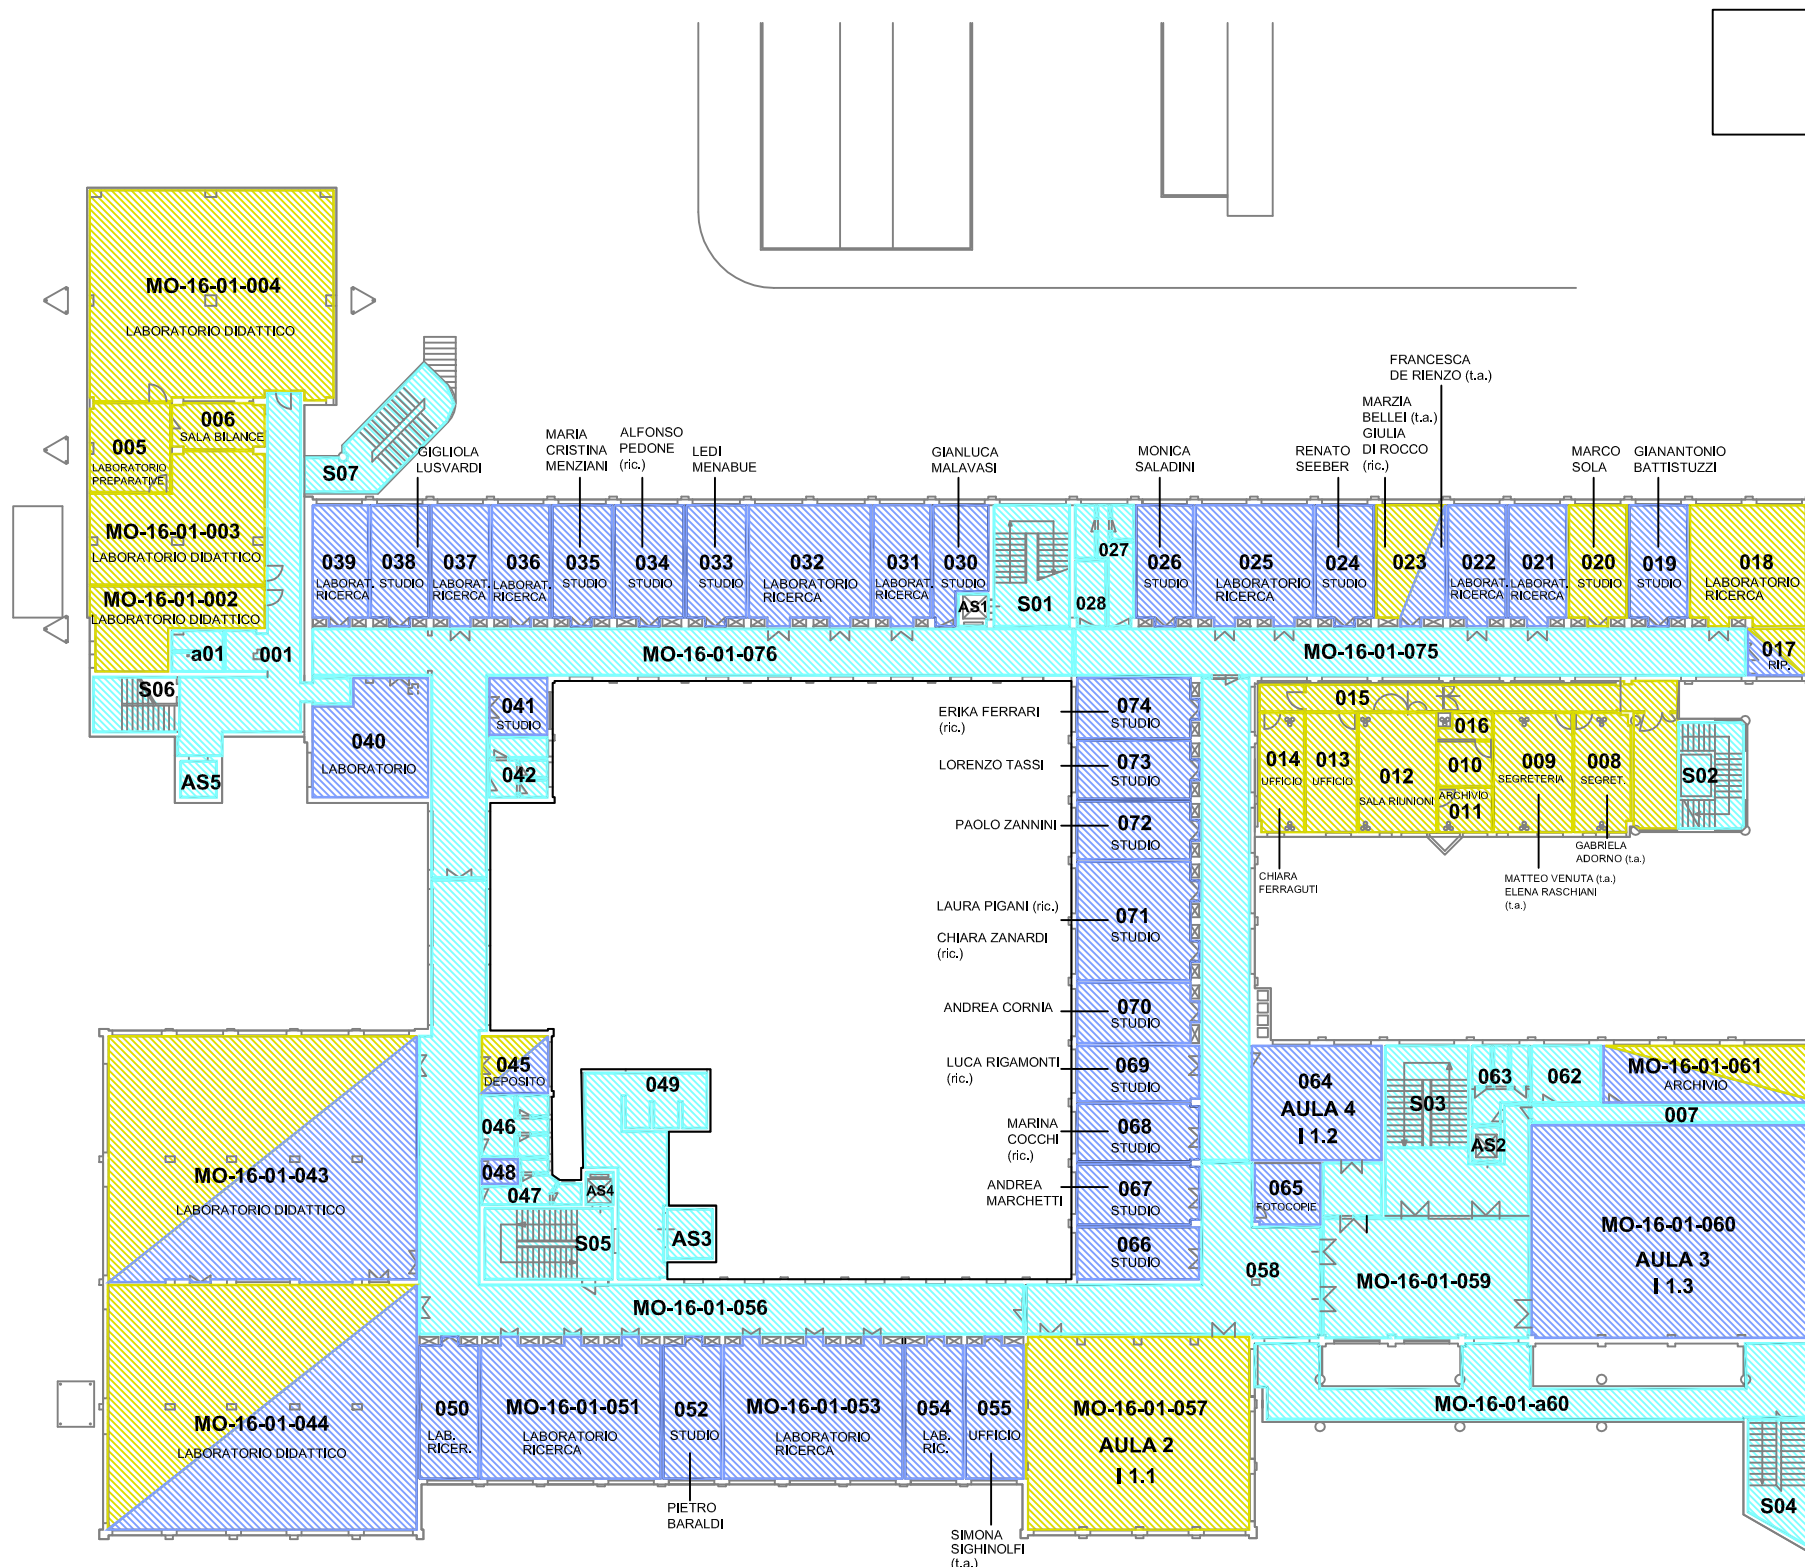 MO-16-01-004
LABORATORIO DIDATTICO
006
SALA BILANCE
005
LABORATORIO
PREPARATIVE
S07
MO-16-01-003
LABORATORIO DIDATTICO
MO-16-01-002
LABORATORIO DIDATTICO
a01
001
S06
AS5
GIGLIOLA
LUSVARDI
MARIA
CRISTINA
MENZIANI
ALFONSO
PEDONE
(ric.)
LEDI
MENABUE
GIANLUCA
MALAVASI
MONICA
SALADINI
RENATO
SEEBER
FRANCESCA
DE RIENZO (t.a.)
MARZIA
BELLEI (t.a.)
GIULIA
DI ROCCO
(ric.)
MARCO
SOLA
GIANANTONIO
BATTISTUZZI
039
LABORAT.
RICERCA
038
STUDIO
037
LABORAT.
RICERCA
036
LABORAT.
RICERCA
035
STUDIO
034
STUDIO
033
STUDIO
032
LABORATORIO
RICERCA
031
LABORAT.
RICERCA
030
STUDIO
AS1
S01
027
028
026
STUDIO
025
LABORATORIO
RICERCA
024
STUDIO
023
022
LABORAT.
RICERCA
021
LABORAT.
RICERCA
020
STUDIO
019
STUDIO
018
LABORATORIO
RICERCA
MO-16-01-076
MO-16-01-075
017
RIP.
040
LABORATORIO
041
STUDIO
042
ERIKA FERRARI
(ric.)
074
STUDIO
LORENZO TASSI
073
STUDIO
PAOLO ZANNINI
072
STUDIO
LAURA PIGANI (ric.)
CHIARA ZANARDI
(ric.)
071
STUDIO
ANDREA CORNIA
070
STUDIO
LUCA RIGAMONTI
(ric.)
069
STUDIO
MARINA
COCCHI
(ric.)
068
STUDIO
ANDREA
MARCHETTI
067
STUDIO
066
STUDIO
015
016
014
UFFICIO
013
UFFICIO
012
SALA RIUNIONI
010
ARCHIVIO
011
009
SEGRETERIA
008
SEGRET.
S02
CHIARA
FERRAGUTI
GABRIELA
ADORNO (t.a.)
MATTEO VENUTA (t.a.)
ELENA RASCHIANI
(t.a.)
045
DEPOSITO
046
048
047
049
AS4
S05
AS3
MO-16-01-043
LABORATORIO DIDATTICO
MO-16-01-044
LABORATORIO DIDATTICO
MO-16-01-056
064
AULA 4
I 1.2
S03
063
062
MO-16-01-061
ARCHIVIO
007
AS2
065
FOTOCOPIE
058
MO-16-01-059
MO-16-01-060
AULA 3
I 1.3
050
LAB.
RICER.
MO-16-01-051
LABORATORIO
RICERCA
052
STUDIO
MO-16-01-053
LABORATORIO
RICERCA
054
LAB.
RIC.
055
UFFICIO
MO-16-01-057
AULA 2
I 1.1
MO-16-01-a60
S04
PIETRO
BARALDI
SIMONA
SIGHINOLFI
(t.a.)